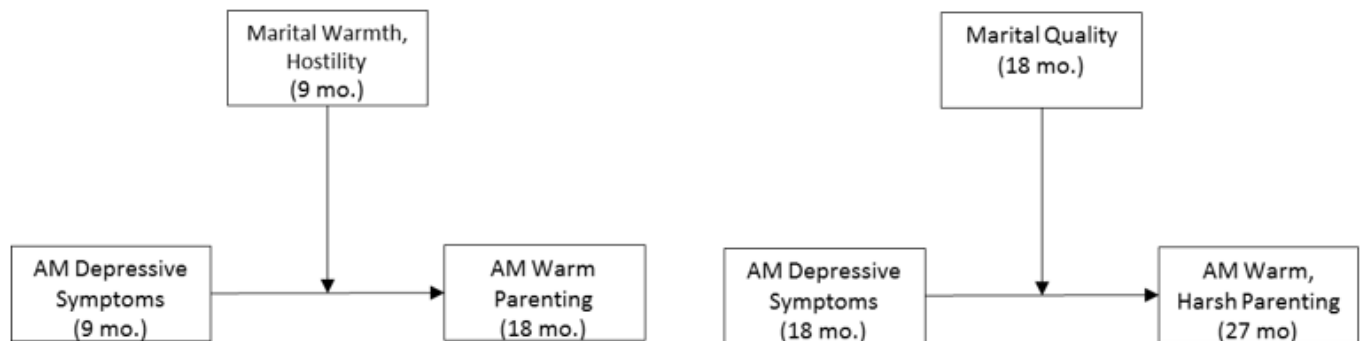 Marital Warmth,
Hostility
(9 mo.)
Marital Quality
(18 mo.)
AM Depressive
Symptoms
(9 mo.)
AM Warm
Parenting
(18 mo.)
AM Depressive
Symptoms
(18 mo.)
AM Warm,
Harsh Parenting
(27 mo)